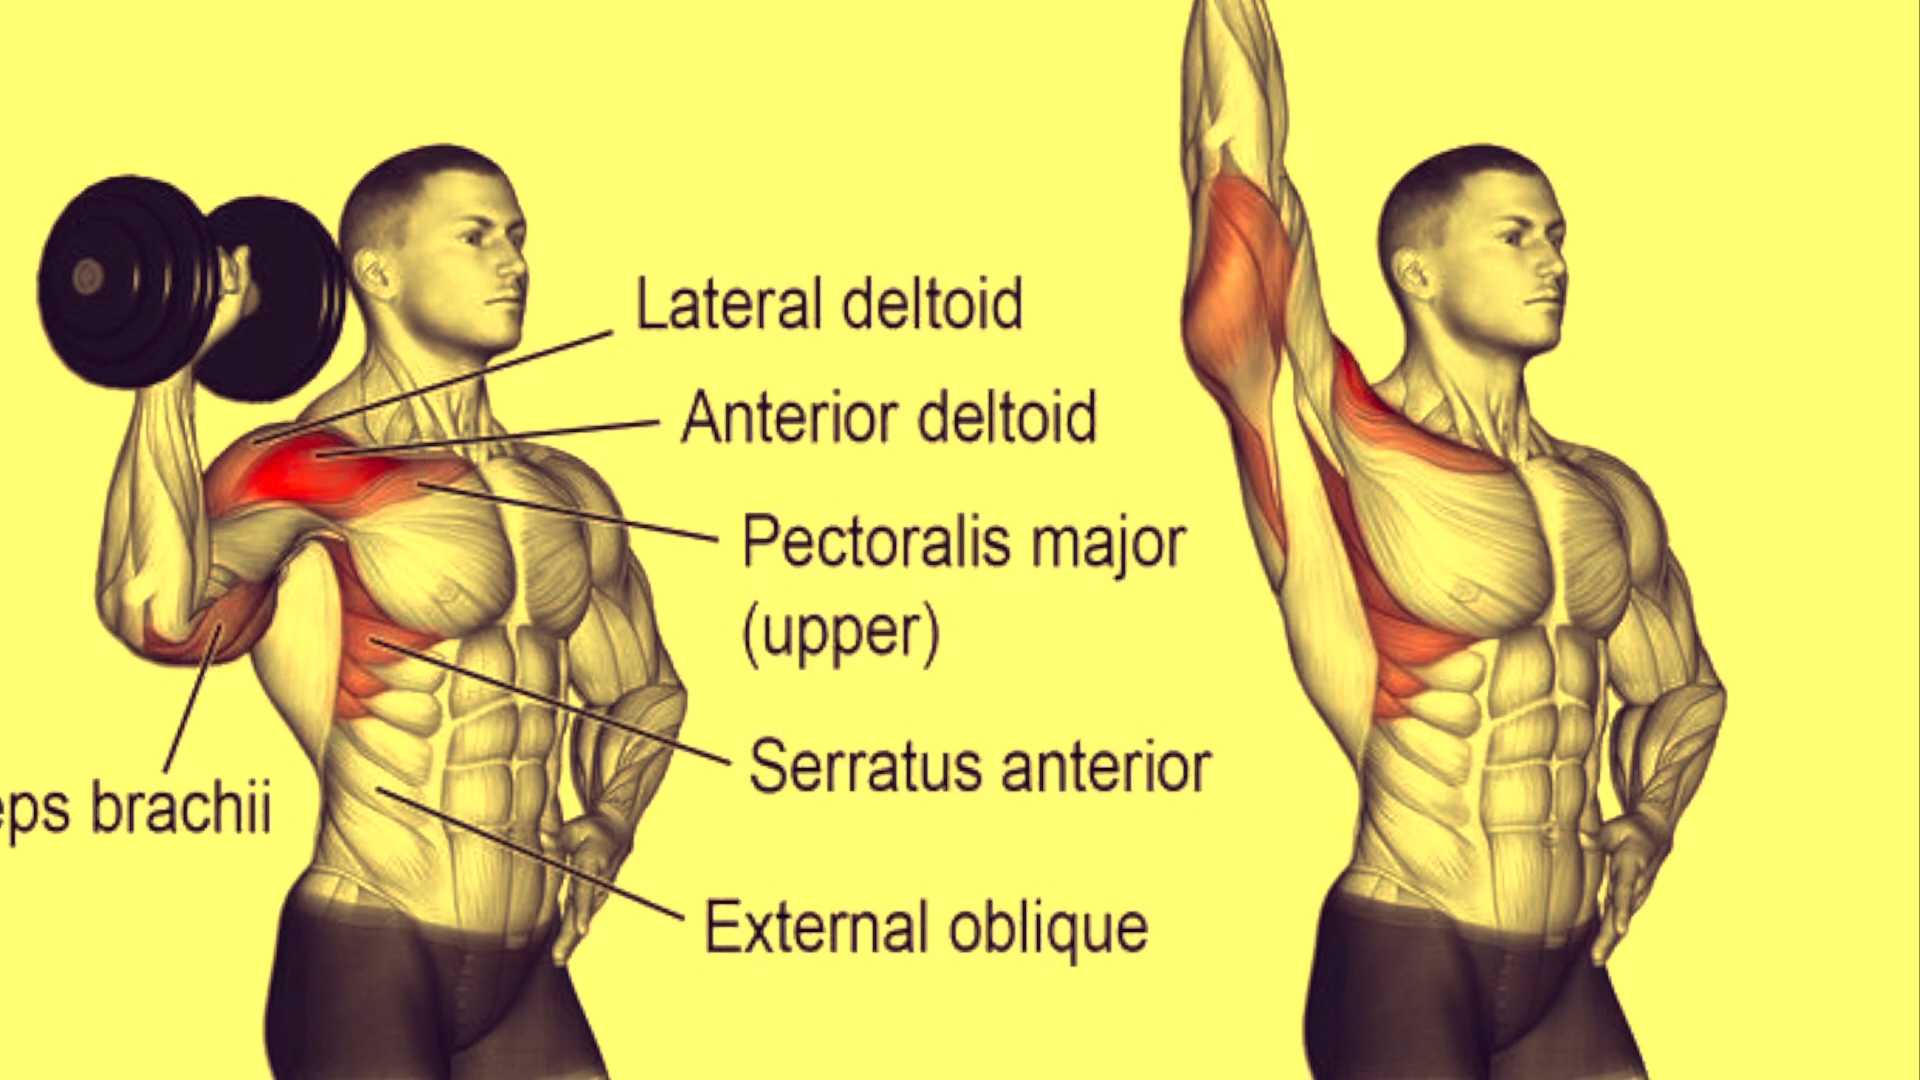 Lateral deltoid
Anterior deltoid
Pectoralis major
(upper)
Serratus anterior
eps brachii
External oblique